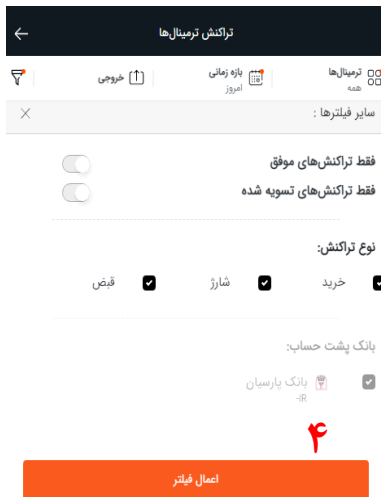 تراکنش ترمینال‌ها
ترمینال‌ها
همه
بازه زمانی
امروز
خروجی
سایر فیلترها :
فقط تراکنش‌های موفق
فقط تراکنش‌های تسویه شده
نوع تراکنش:
خرید شارژ قبض
بانک پشت حساب:
بانک پارسیان
IR-
۴
اعمال فیلتر